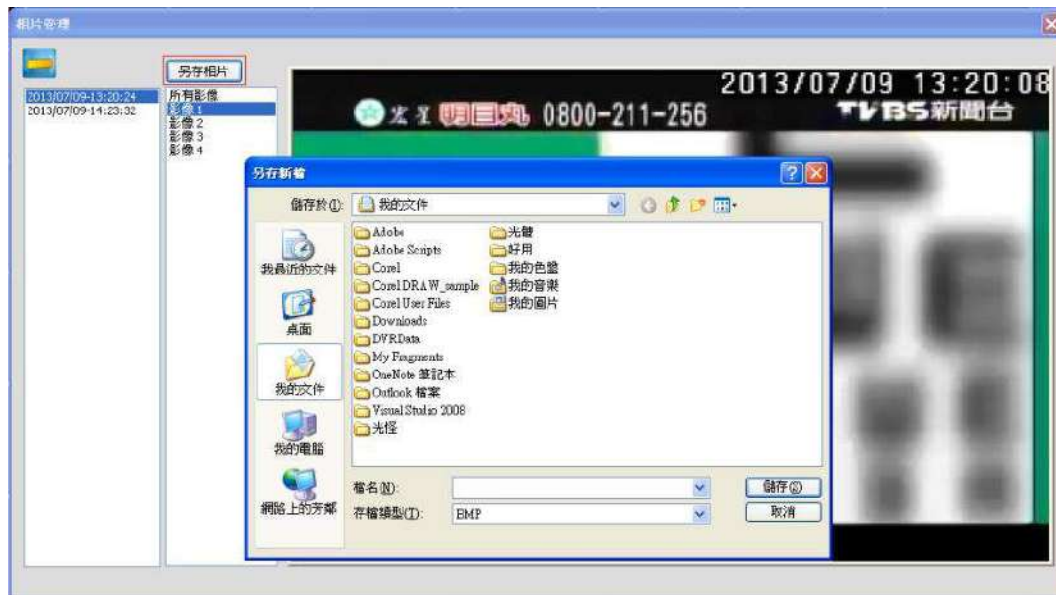 相片管理
另存相片
2013/07/09-13:20:24
2013/07/09-14:23:32
所有影像
影像 1
影像 2
影像 3
影像 4
2013/07/09 13:20:08
0800-211-256
TVBS新聞台
另存新檔
儲存於(I):
我的文件
我最近的文件
桌面
我的文件
我的電腦
網路上的芳鄰
Adobe
Adobe Scripts
Corel
CorelDRAW_sample
Corel User Files
Downloads
DVRData
My Fragments
OneNote 筆記本
Outlook 檔案
Visual Studio 2008
光怪
光體
好用
我的色盤
我的音樂
我的圖片
檔名(N):
儲存(S)
存檔類型(T):
BMP
取消